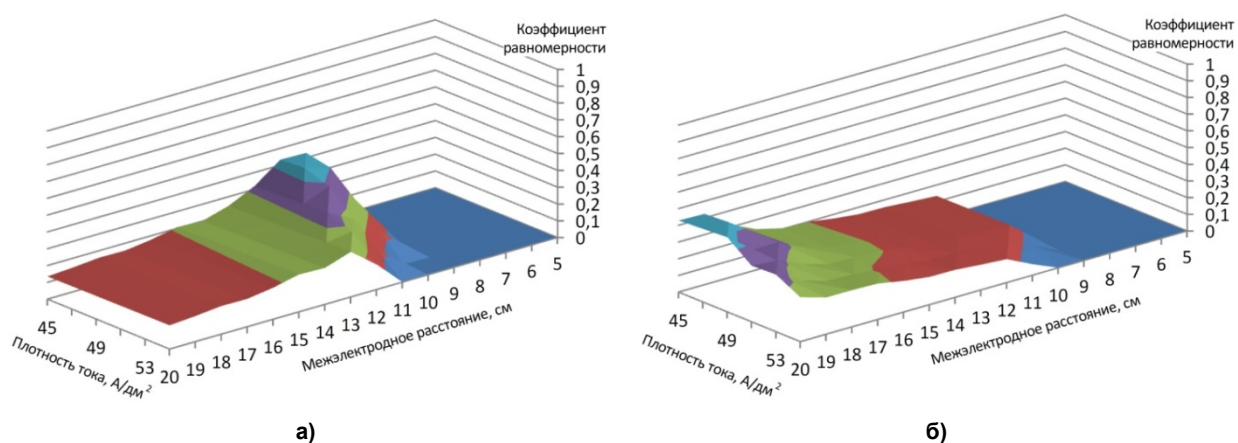 Коэффициент
равномерности
1
0,9
0,8
0,7
0,6
0,5
0,4
0,3
0,2
0,1
0
45
49
53
Плотность тока, А/дм²
20 19 18 17 16 15 14 13 12 11 10 9 8 7 6 5
Межэлектродное расстояние, см
а)
Коэффициент
равномерности
1
0,9
0,8
0,7
0,6
0,5
0,4
0,3
0,2
0,1
0
45
49
53
Плотность тока, А/дм²
20 19 18 17 16 15 14 13 12 11 10 9 8 7 6 5
Межэлектродное расстояние, см
б)